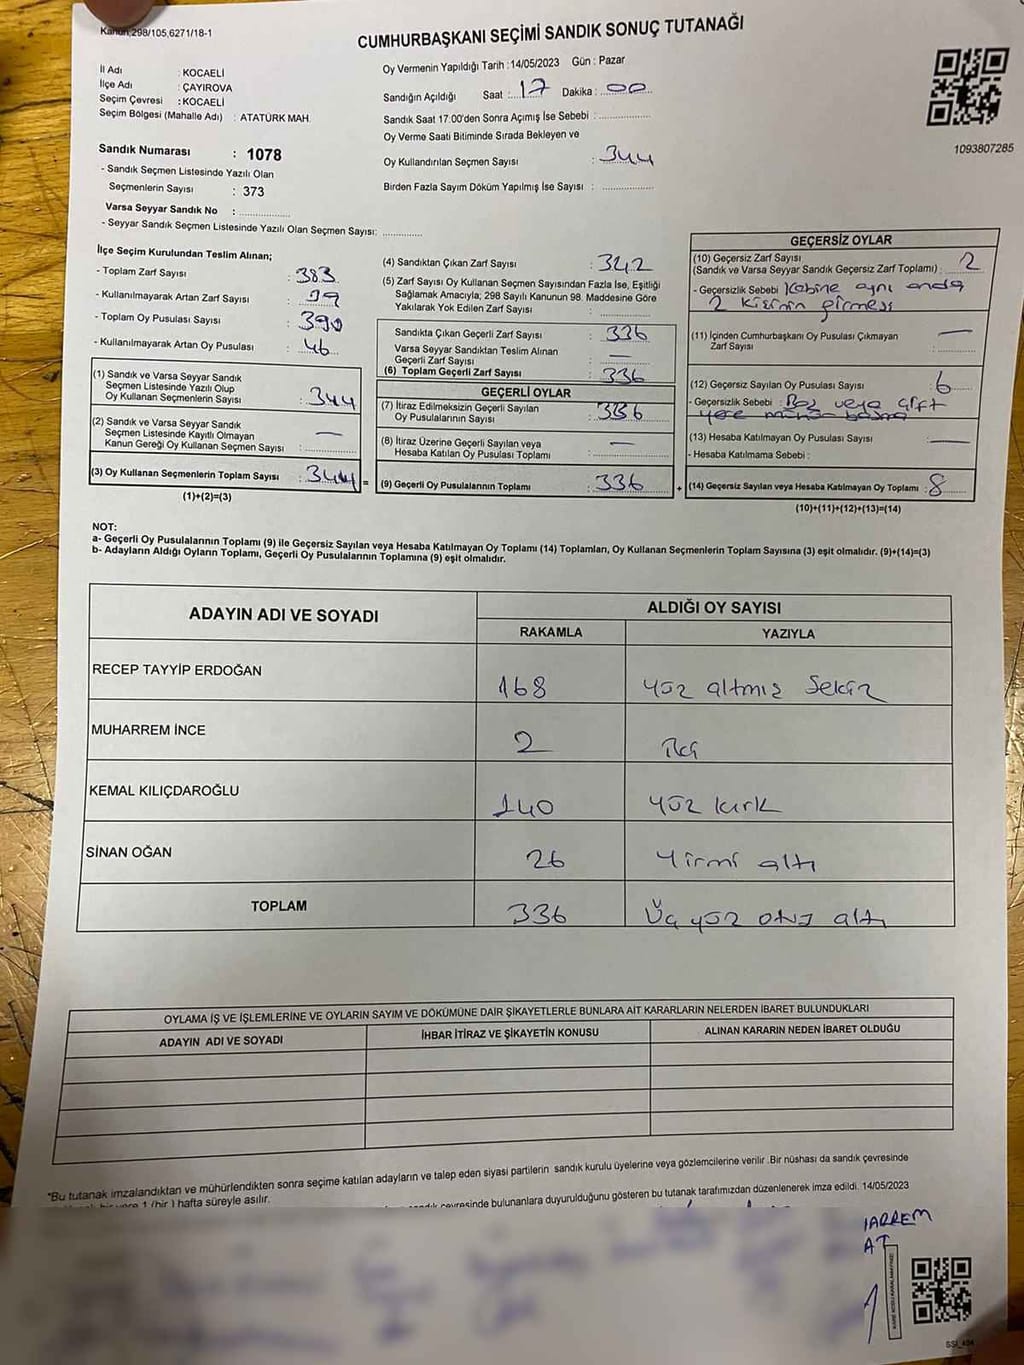 Kanun,298/105,6271/18-1
CUMHURBAŞKANI SEÇİMİ SANDIK SONUÇ TUTANAĞI
İl Adı : KOCAELİ
İlçe Adı : ÇAYIROVA
Seçim Çevresi : KOCAELİ
Seçim Bölgesi (Mahalle Adı) : ATATÜRK MAH.
Sandık Numarası : 1078
- Sandık Seçmen Listesinde Yazılı Olan
Seçmenlerin Sayısı : 373
Varsa Seyyar Sandık No :
- Seyyar Sandık Seçmen Listesinde Yazılı Olan Seçmen Sayısı:
Oy Vermenin Yapıldığı Tarih :14/05/2023 Gün : Pazar
Sandığın Açıldığı Saat : 17 Dakika : 00
Sandık Saat 17:00'den Sonra Açımış İse Sebebi :
Oy Verme Saati Bitiminde Sırada Bekleyen ve
Oy Kullandırılan Seçmen Sayısı : 344
Birden Fazla Sayım Döküm Yapılmış İse Sayısı :
1093807285
İlçe Seçim Kurulundan Teslim Alınan;
- Toplam Zarf Sayısı : 383
- Kullanılmayarak Artan Zarf Sayısı : 39
- Toplam Oy Pusulası Sayısı : 390
- Kullanılmayarak Artan Oy Pusulası : 46
(1) Sandık ve Varsa Seyyar Sandık
Seçmen Listesinde Yazılı Olup
Oy Kullanan Seçmenlerin Sayısı : 344
(2) Sandık ve Varsa Seyyar Sandık
Seçmen Listesinde Kayıtlı Olmayan
Kanun Gereği Oy Kullanan Seçmen Sayısı : —
(3) Oy Kullanan Seçmenlerin Toplam Sayısı : 344 =
(1)+(2)=(3)
(4) Sandıktan Çıkan Zarf Sayısı : 342
(5) Zarf Sayısı Oy Kullanan Seçmen Sayısından Fazla İse, Eşitliği
Sağlamak Amacıyla; 298 Sayılı Kanunun 98. Maddesine Göre
Yakılarak Yok Edilen Zarf Sayısı :
Sandıkta Çıkan Geçerli Zarf Sayısı : 336
Varsa Seyyar Sandıktan Teslim Alınan
Geçerli Zarf Sayısı : —
(6) Toplam Geçerli Zarf Sayısı : 336
GEÇERLİ OYLAR
(7) İtiraz Edilmeksizin Geçerli Sayılan
Oy Pusulalarının Sayısı : 336
(8) İtiraz Üzerine Geçerli Sayılan veya
Hesaba Katılan Oy Pusulası Toplamı : —
(9) Geçerli Oy Pusulalarının Toplamı : 336 +
GEÇERSİZ OYLAR
(10) Geçersiz Zarf Sayısı
(Sandık ve Varsa Seyyar Sandık Geçersiz Zarf Toplamı) : 2
- Geçersizlik Sebebi : Kabine aynı anda
2 kişinin girmesi
(11) İçinden Cumhurbaşkanı Oy Pusulası Çıkmayan
Zarf Sayısı : —
(12) Geçersiz Sayılan Oy Pusulası Sayısı : 6
- Geçersizlik Sebebi : Boş veya çift
yere mühür basma
(13) Hesaba Katılmayan Oy Pusulası Sayısı : —
- Hesaba Katılmama Sebebi :
(14) Geçersiz Sayılan veya Hesaba Katılmayan Oy Toplamı : 8
(10)+(11)+(12)+(13)=(14)
NOT:
a- Geçerli Oy Pusulalarının Toplamı (9) ile Geçersiz Sayılan veya Hesaba Katılmayan Oy Toplamı (14) Toplamları, Oy Kullanan Seçmenlerin Toplam Sayısına (3) eşit olmalıdır. (9)+(14)=(3)
b- Adayların Aldığı Oyların Toplamı, Geçerli Oy Pusulalarının Toplamına (9) eşit olmalıdır.
ADAYIN ADI VE SOYADI
ALDIĞI OY SAYISI
RAKAMLA YAZIYLA
RECEP TAYYİP ERDOĞAN 168 yüz altmış sekiz
MUHARREM İNCE 2 iki
KEMAL KILIÇDAROĞLU 140 yüz kırk
SİNAN OĞAN 26 yirmi altı
TOPLAM 336 Üç yüz otuz altı
OYLAMA İŞ VE İŞLEMLERİNE VE OYLARIN SAYIM VE DÖKÜMÜNE DAİR ŞİKAYETLERLE BUNLARA AİT KARARLARIN NELERDEN İBARET BULUNDUKLARI
ADAYIN ADI VE SOYADI İHBAR İTİRAZ VE ŞİKAYETİN KONUSU ALINAN KARARIN NEDEN İBARET OLDUĞU
*Bu tutanak imzalandıktan ve mühürlendikten sonra seçime katılan adayların ve talep eden siyasi partilerin sandık kurulu üyelerine veya gözlemcilerine verilir .Bir nüshası da sandık çevresinde
1 (bir ) hafta süreyle asılır.
çevresinde bulunanlara duyurulduğunu gösteren bu tutanak tarafımızdan düzenlenerek imza edildi. 14/05/2023
ARREM
AT